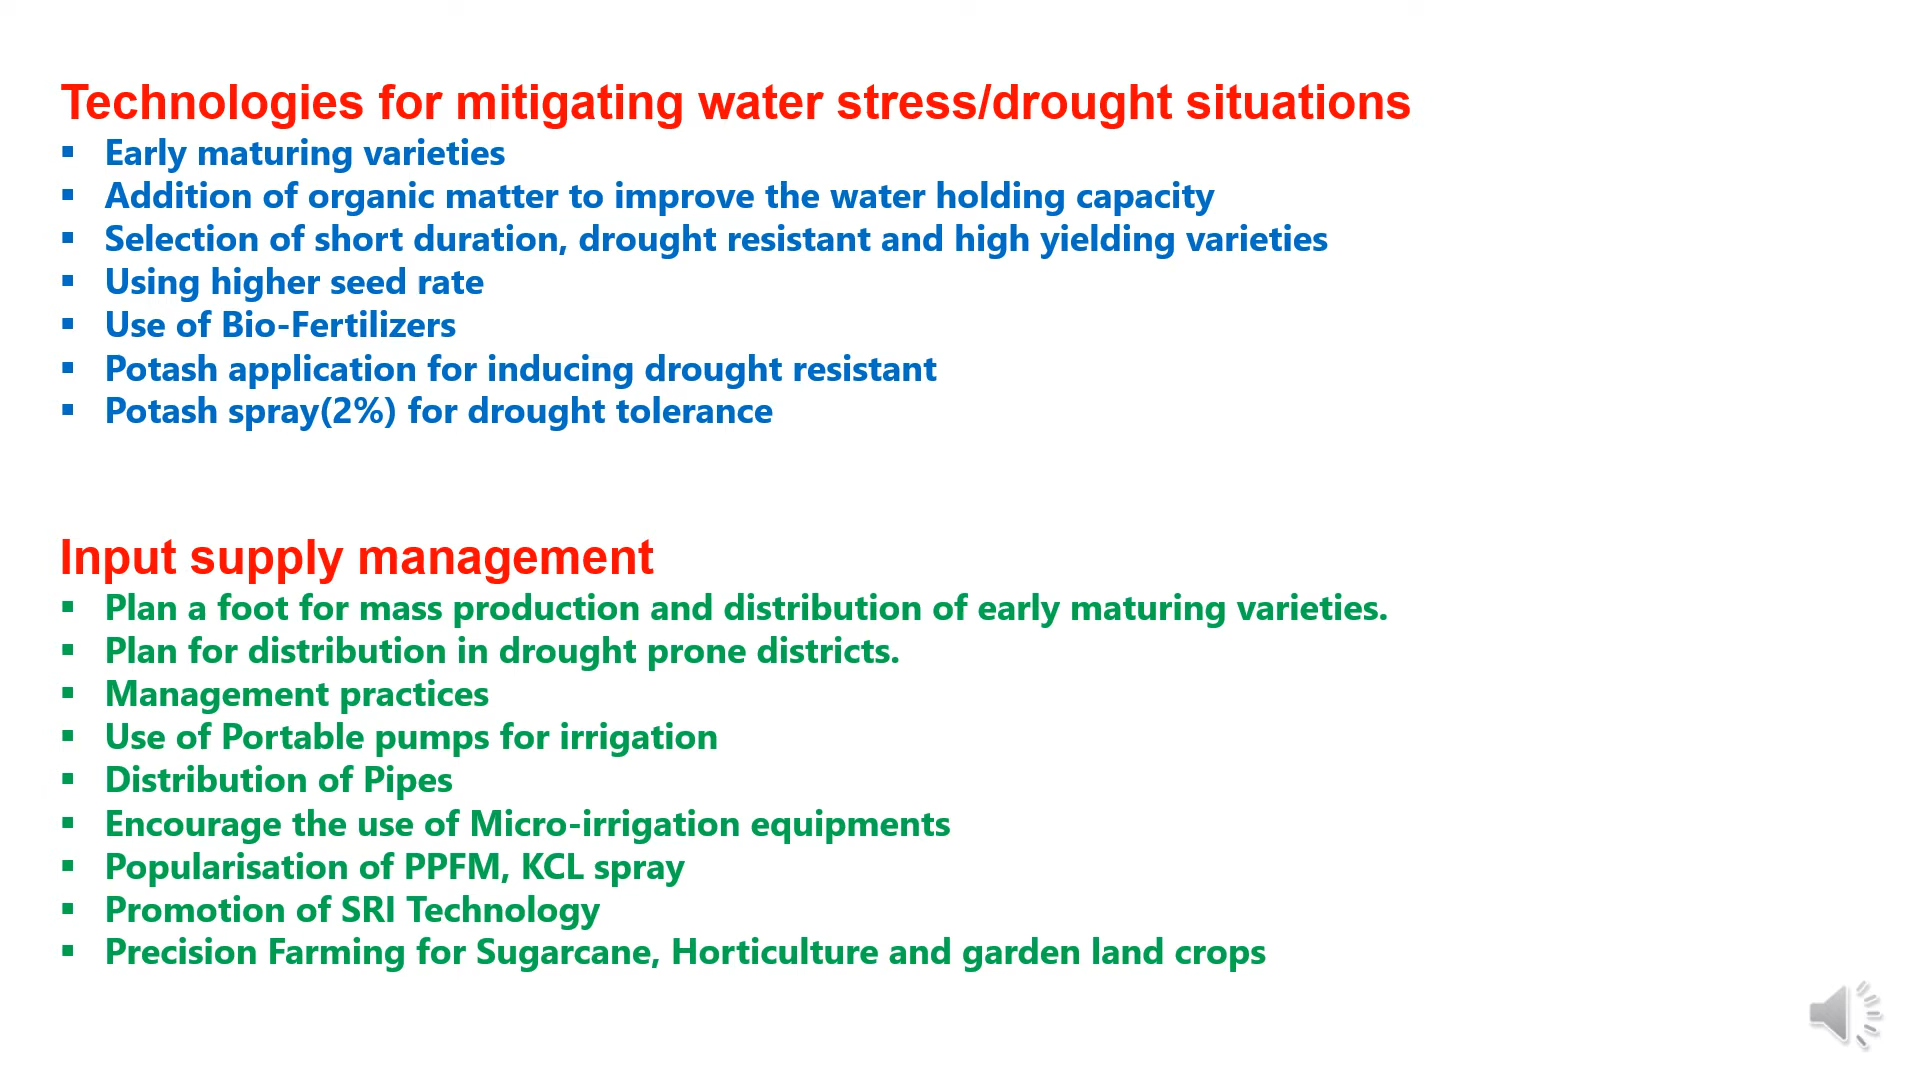 Technologies for mitigating water stress/drought situations
▪ Early maturing varieties
▪ Addition of organic matter to improve the water holding capacity
▪ Selection of short duration, drought resistant and high yielding varieties
▪ Using higher seed rate
▪ Use of Bio-Fertilizers
▪ Potash application for inducing drought resistant
▪ Potash spray(2%) for drought tolerance
Input supply management
▪ Plan a foot for mass production and distribution of early maturing varieties.
▪ Plan for distribution in drought prone districts.
▪ Management practices
▪ Use of Portable pumps for irrigation
▪ Distribution of Pipes
▪ Encourage the use of Micro-irrigation equipments
▪ Popularisation of PPFM, KCL spray
▪ Promotion of SRI Technology
▪ Precision Farming for Sugarcane, Horticulture and garden land crops